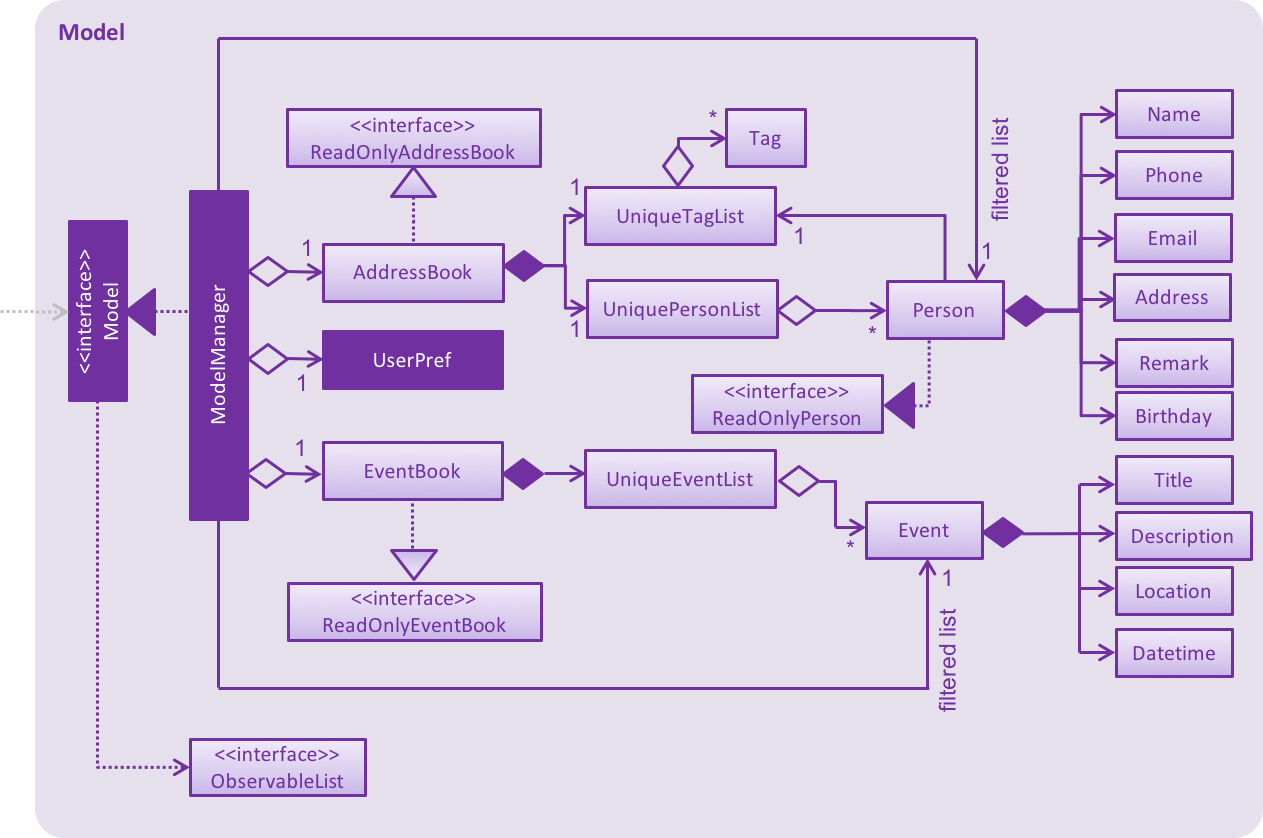 Model
<<interface>>
Model
ModelManager
<<interface>>
ReadOnlyAddressBook
1
AddressBook
1
UserPref
1
EventBook
<<interface>>
ReadOnlyEventBook
<<interface>>
ObservableList
*
Tag
1
UniqueTagList
1
1
UniquePersonList
*
filtered list
1
Person
<<interface>>
ReadOnlyPerson
UniqueEventList
*
Event
1
filtered list
Name
Phone
Email
Address
Remark
Birthday
Title
Description
Location
Datetime